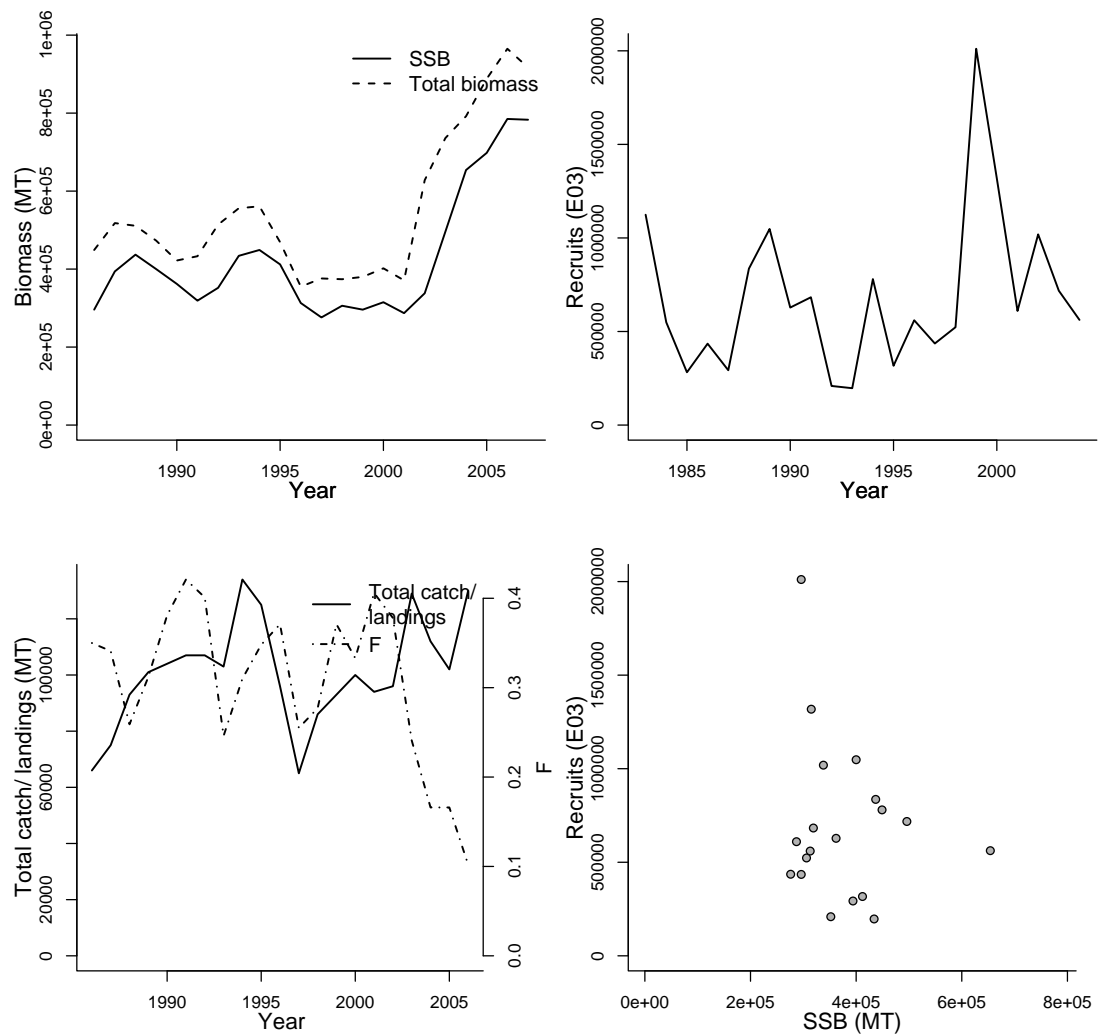 1e+06
8e+05
6e+05
4e+05
2e+05
0e+00
Biomass (MT)
SSB
Total biomass
1990 1995 2000 2005
Year
2000000
1500000
1000000
500000
0
Recruits (E03)
1985 1990 1995 2000
Year
100000
60000
20000
0
Total catch/ landings (MT)
Total catch/
landings
F
0.4
0.3
0.2
0.1
0.0
F
1990 1995 2000 2005
Year
2000000
1500000
1000000
500000
0
Recruits (E03)
0e+00 2e+05 4e+05 6e+05 8e+05
SSB (MT)